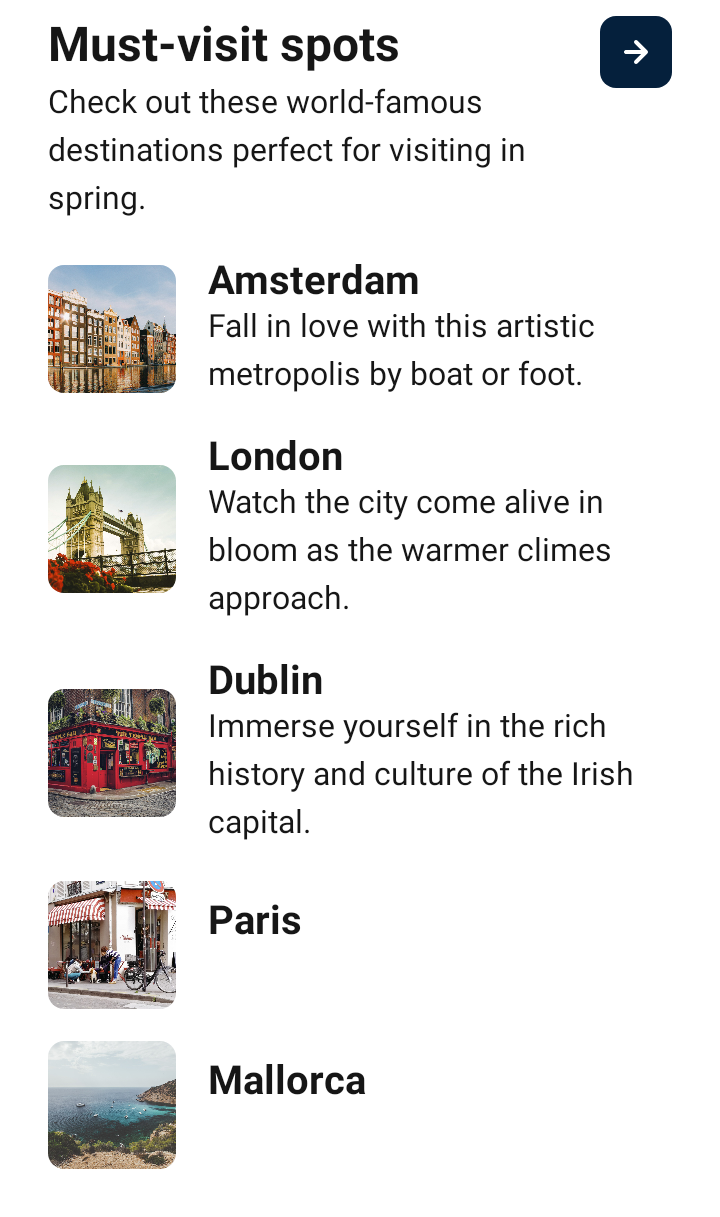 Must-visit spots
Check out these world-famous
destinations perfect for visiting in
spring.
Amsterdam
Fall in love with this artistic
metropolis by boat or foot.
London
Watch the city come alive in
bloom as the warmer climes
approach.
Dublin
Immerse yourself in the rich
history and culture of the Irish
capital.
Paris
Mallorca